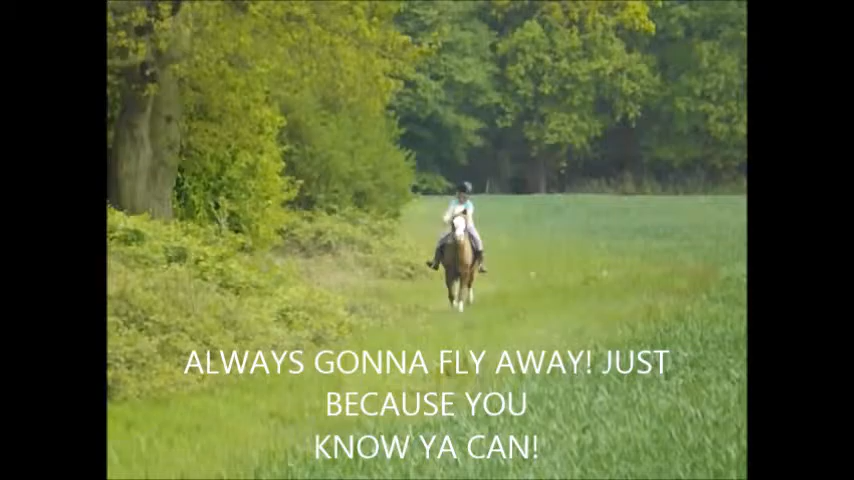 ALWAYS GONNA FLY AWAY! JUST
BECAUSE YOU
KNOW YA CAN!